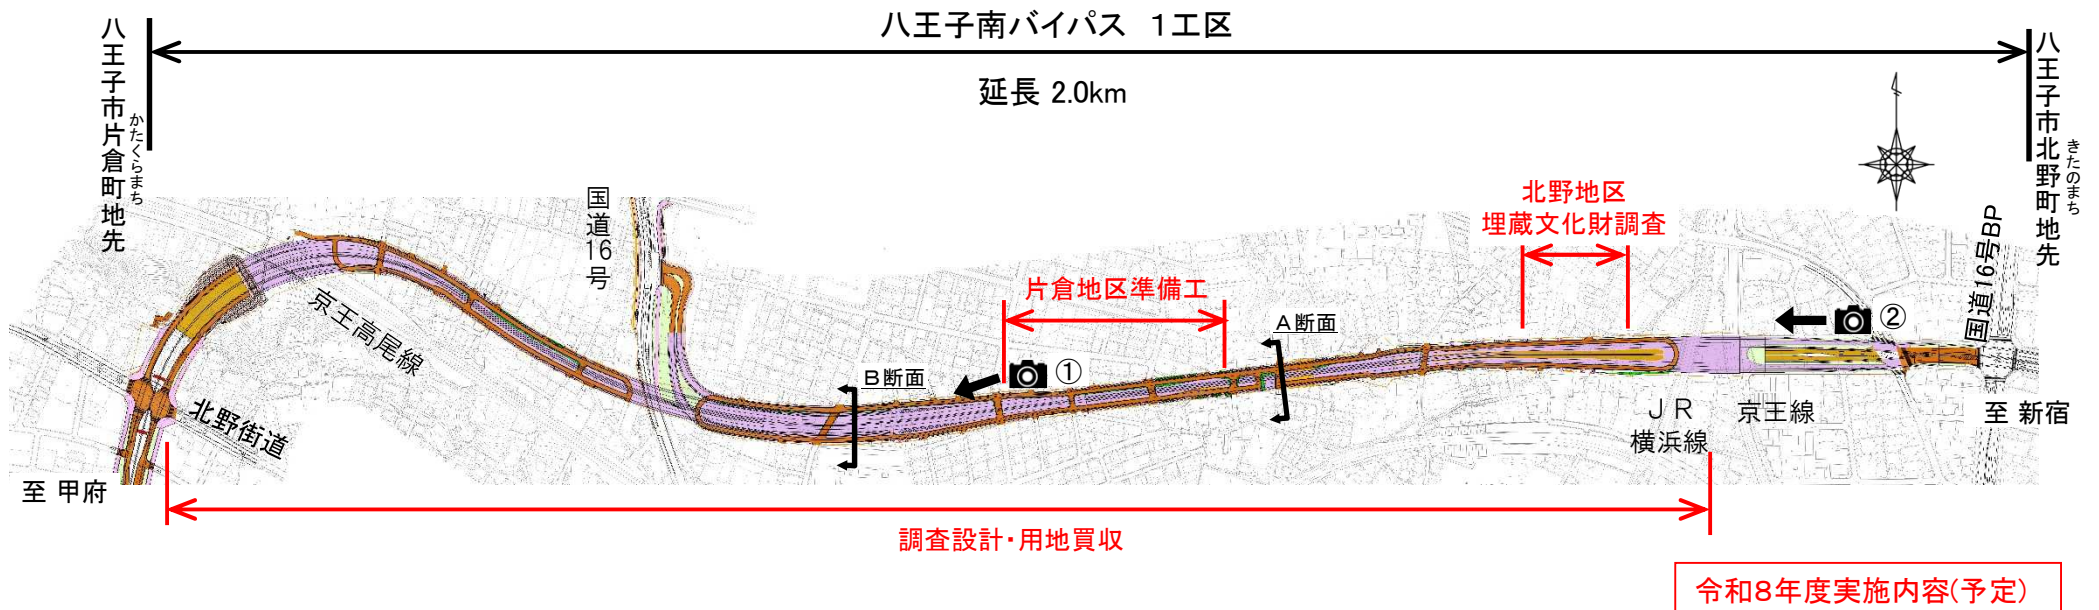 八王子南バイパス 1工区
延長 2.0km
八王子市片倉町地先
かたくらまち
八王子市北野町地先
きたのまち
国道16号
北野地区
埋蔵文化財調査
国道16号BP
片倉地区準備工
A断面
②
京王高尾線
B断面
①
北野街道
JR
横浜線
京王線
至 新宿
至 甲府
調査設計・用地買収
令和8年度実施内容(予定)